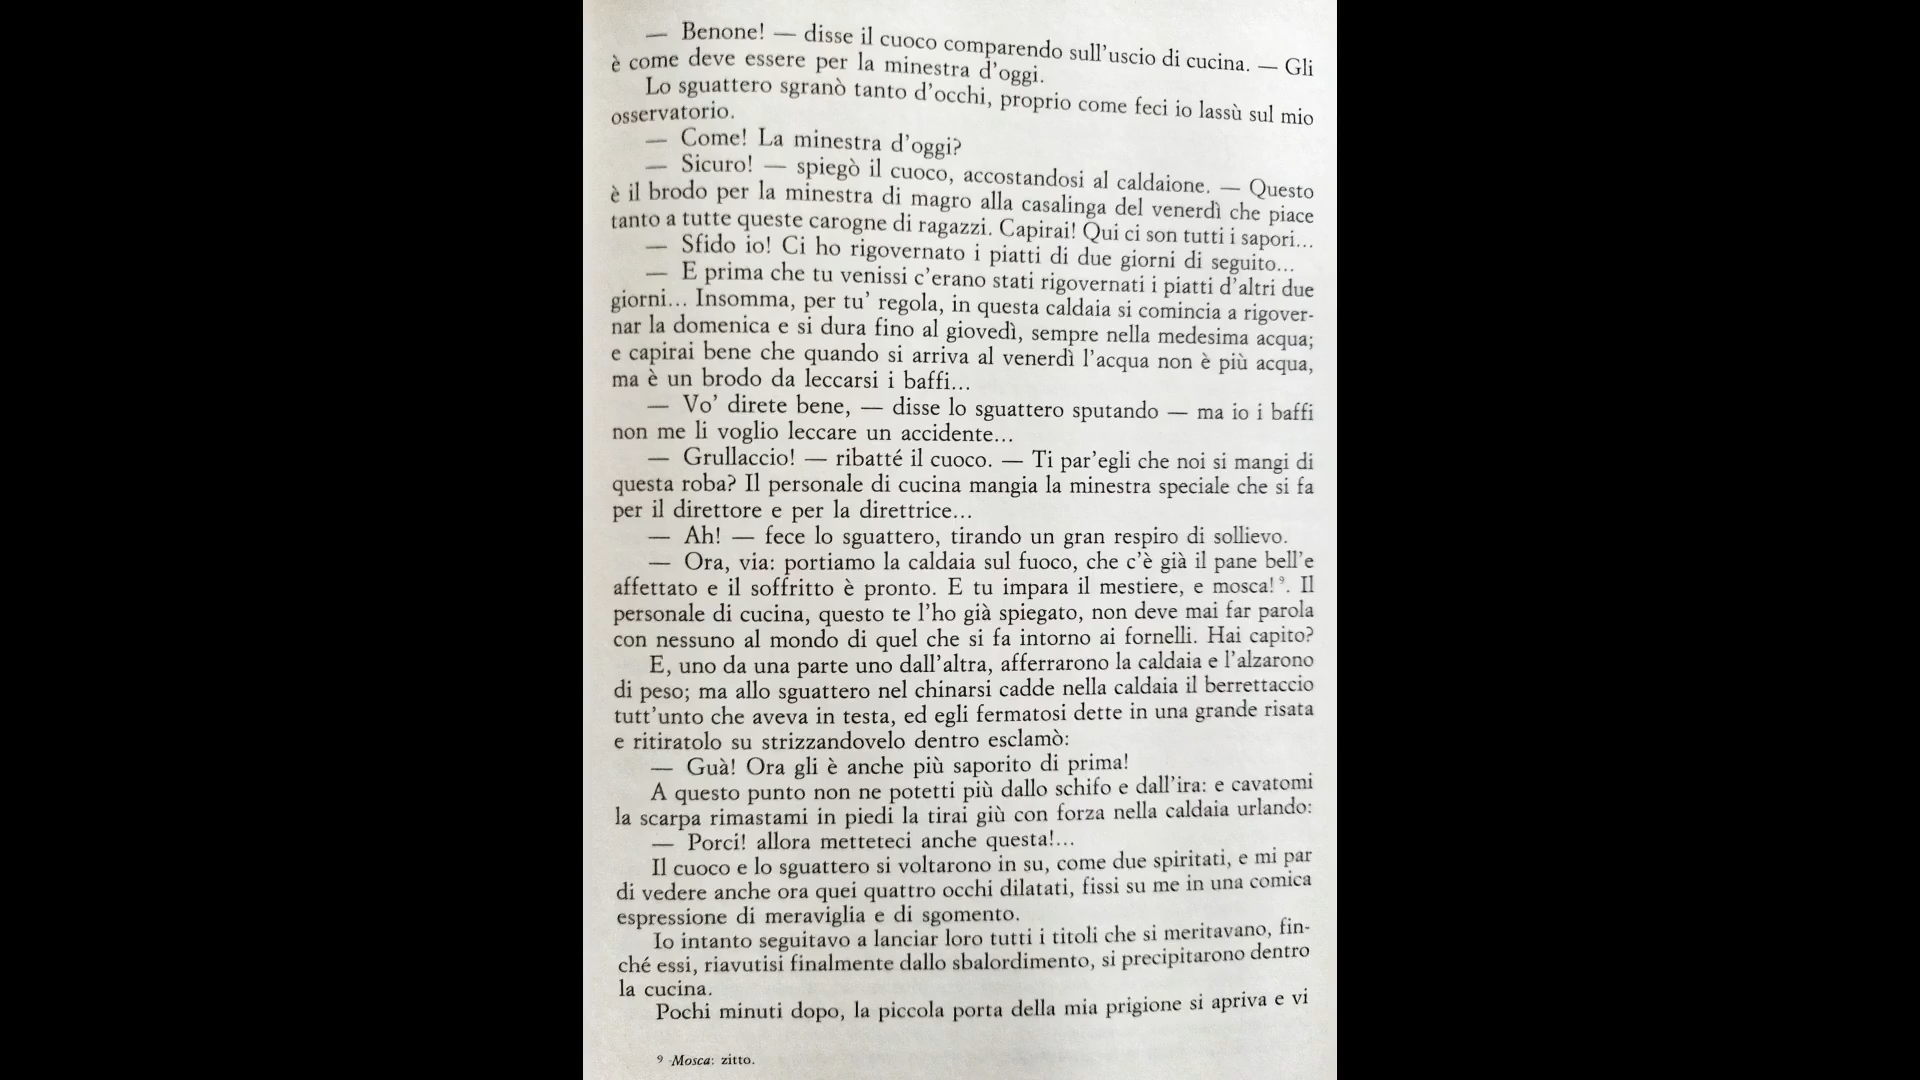 — Benone! — disse il cuoco comparendo sull'uscio di cucina. — Gli
è come deve essere per la minestra d'oggi.
Lo sguattero sgranò tanto d'occhi, proprio come feci io lassù sul mio
osservatorio.
— Come! La minestra d'oggi?
— Sicuro! — spiegò il cuoco, accostandosi al caldaione. — Questo
è il brodo per la minestra di magro alla casalinga del venerdì che piace
tanto a tutte queste carogne di ragazzi. Capirai! Qui ci son tutti i sapori...
— Sfido io! Ci ho rigovernato i piatti di due giorni di seguito...
— E prima che tu venissi c'erano stati rigovernati i piatti d'altri due
giorni... Insomma, per tu' regola, in questa caldaia si comincia a rigover-
nar la domenica e si dura fino al giovedì, sempre nella medesima acqua;
e capirai bene che quando si arriva al venerdì l'acqua non è più acqua,
ma è un brodo da leccarsi i baffi...
— Vo' direte bene, — disse lo sguattero sputando — ma io i baffi
non me li voglio leccare un accidente...
— Grullaccio! — ribatté il cuoco. — Ti par'egli che noi si mangi di
questa roba? Il personale di cucina mangia la minestra speciale che si fa
per il direttore e per la direttrice...
— Ah! — fece lo sguattero, tirando un gran respiro di sollievo.
— Ora, via: portiamo la caldaia sul fuoco, che c'è già il pane bell'e
affettato e il soffritto è pronto. E tu impara il mestiere, e mosca! ⁹. Il
personale di cucina, questo te l'ho già spiegato, non deve mai far parola
con nessuno al mondo di quel che si fa intorno ai fornelli. Hai capito?
E, uno da una parte uno dall'altra, afferrarono la caldaia e l'alzarono
di peso; ma allo sguattero nel chinarsi cadde nella caldaia il berrettaccio
tutt'unto che aveva in testa, ed egli fermatosi dette in una grande risata
e ritiratolo su strizzandovelo dentro esclamò:
— Guà! Ora gli è anche più saporito di prima!
A questo punto non ne potetti più dallo schifo e dall'ira: e cavatomi
la scarpa rimastami in piedi la tirai giù con forza nella caldaia urlando:
— Porci! allora metteteci anche questa!...
Il cuoco e lo sguattero si voltarono in su, come due spiritati, e mi par
di vedere anche ora quei quattro occhi dilatati, fissi su me in una comica
espressione di meraviglia e di sgomento.
Io intanto seguitavo a lanciar loro tutti i titoli che si meritavano, fin-
ché essi, riavutisi finalmente dallo sbalordimento, si precipitarono dentro
la cucina.
Pochi minuti dopo, la piccola porta della mia prigione si apriva e vi
⁹ Mosca: zitto.